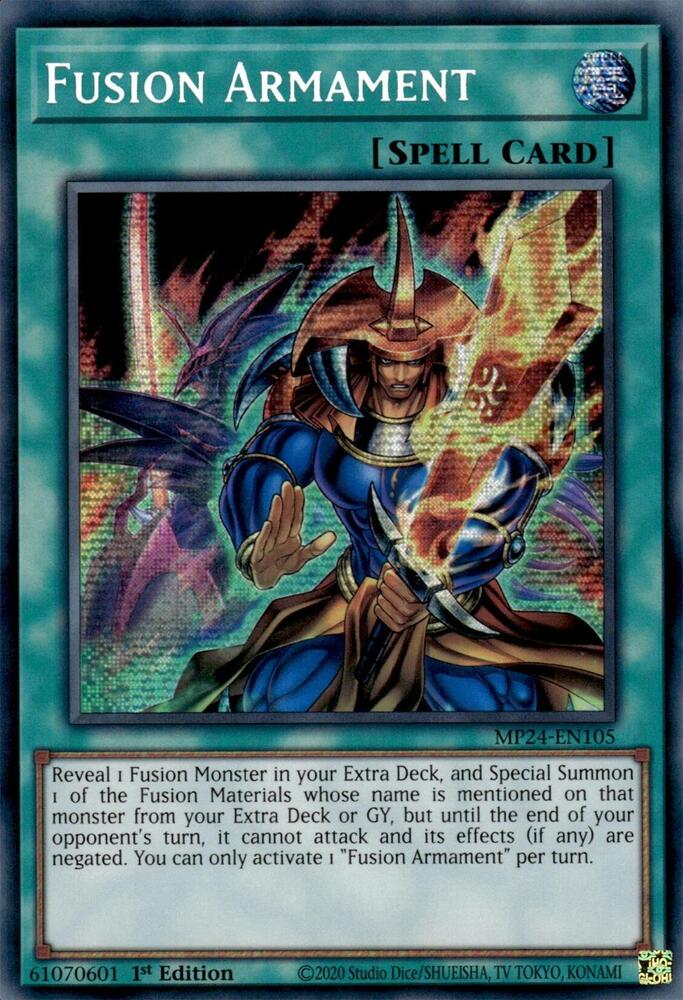 Fusion Armament
[Spell Card]
MP24-EN105
Reveal 1 Fusion Monster in your Extra Deck, and Special Summon
1 of the Fusion Materials whose name is mentioned on that
monster from your Extra Deck or GY, but until the end of your
opponent's turn, it cannot attack and its effects (if any) are
negated. You can only activate 1 "Fusion Armament" per turn.
61070601 1st Edition ©2020 Studio Dice/SHUEISHA, TV TOKYO, KONAMI